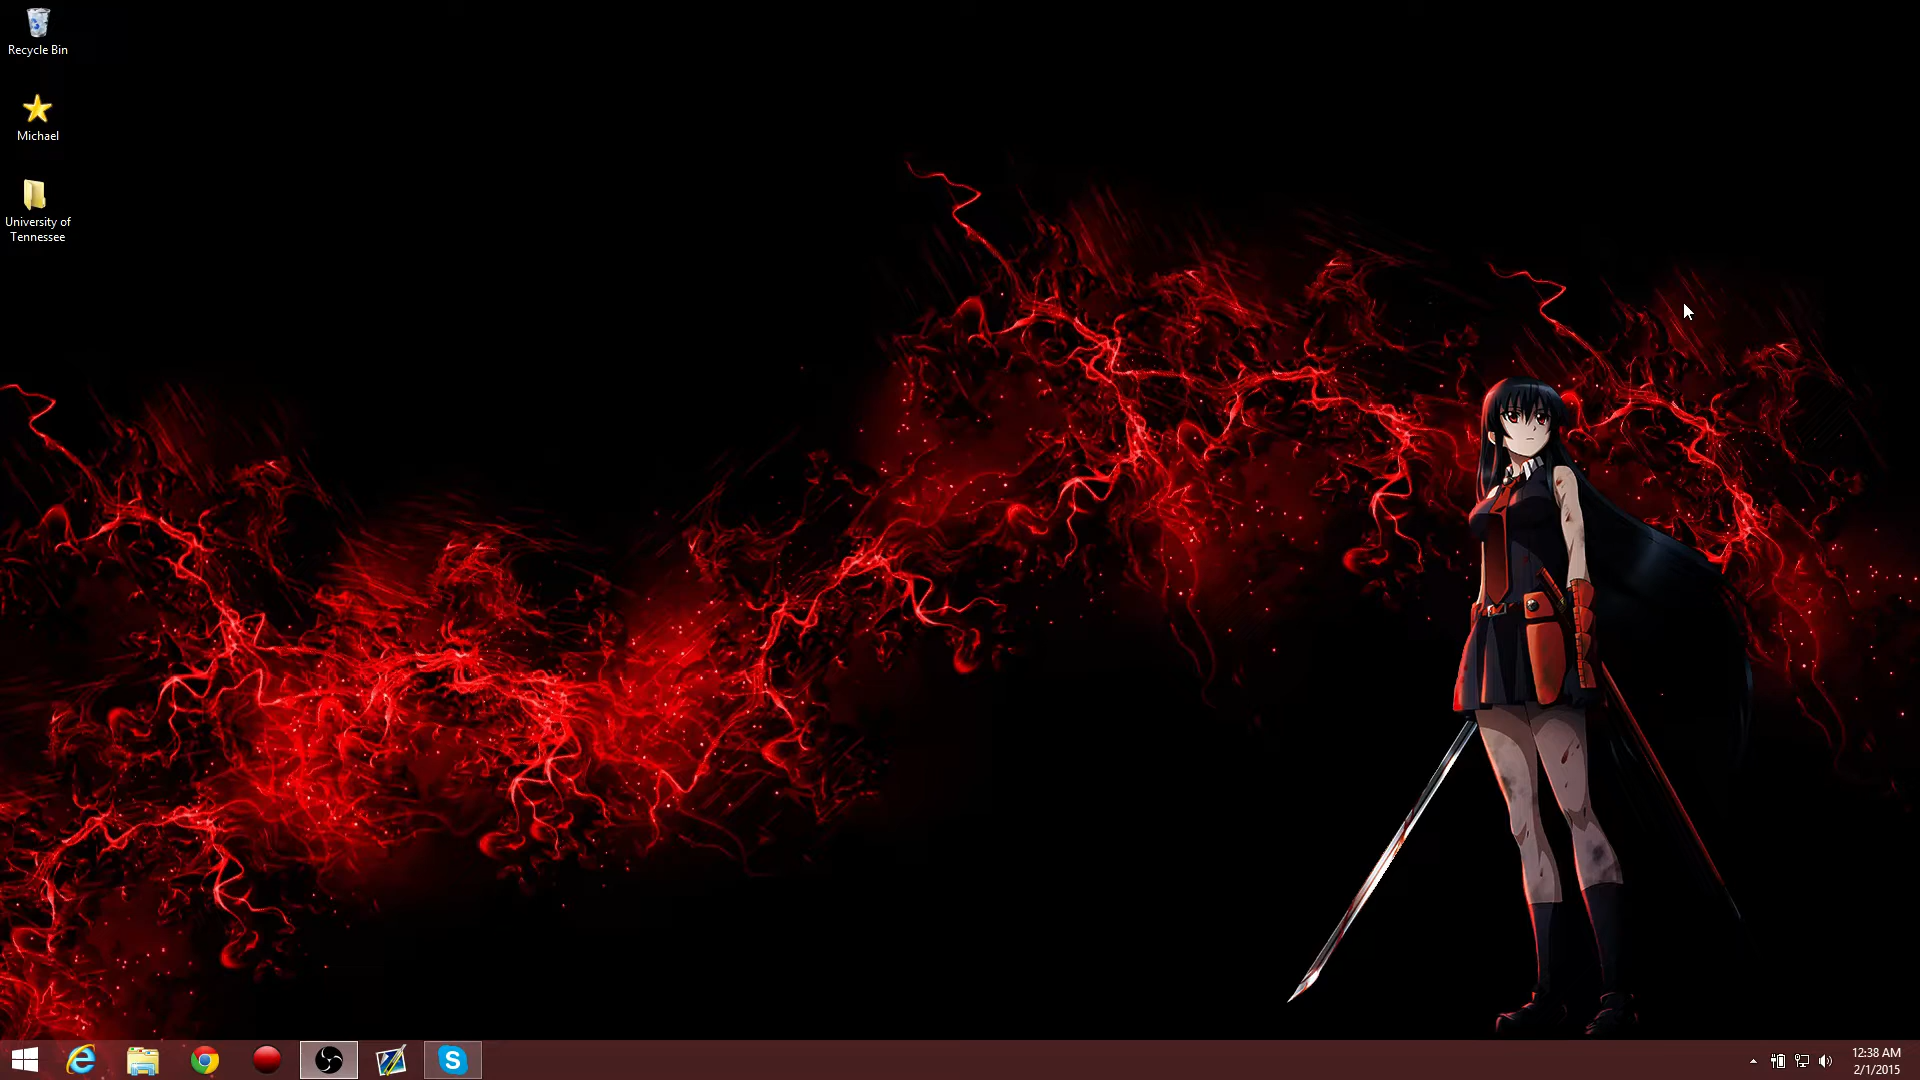 Recycle Bin
Michael
University of
Tennessee
12:38 AM
2/1/2015